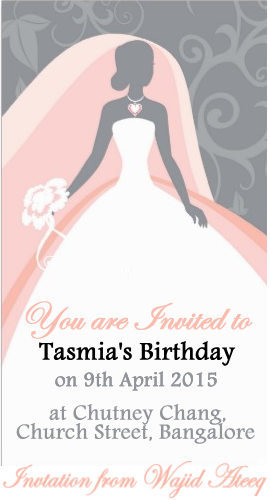 You are Invited to
Tasmia's Birthday
on 9th April 2015
at Chutney Chang,
Church Street, Bangalore
Invtation from Wajid Ateeq